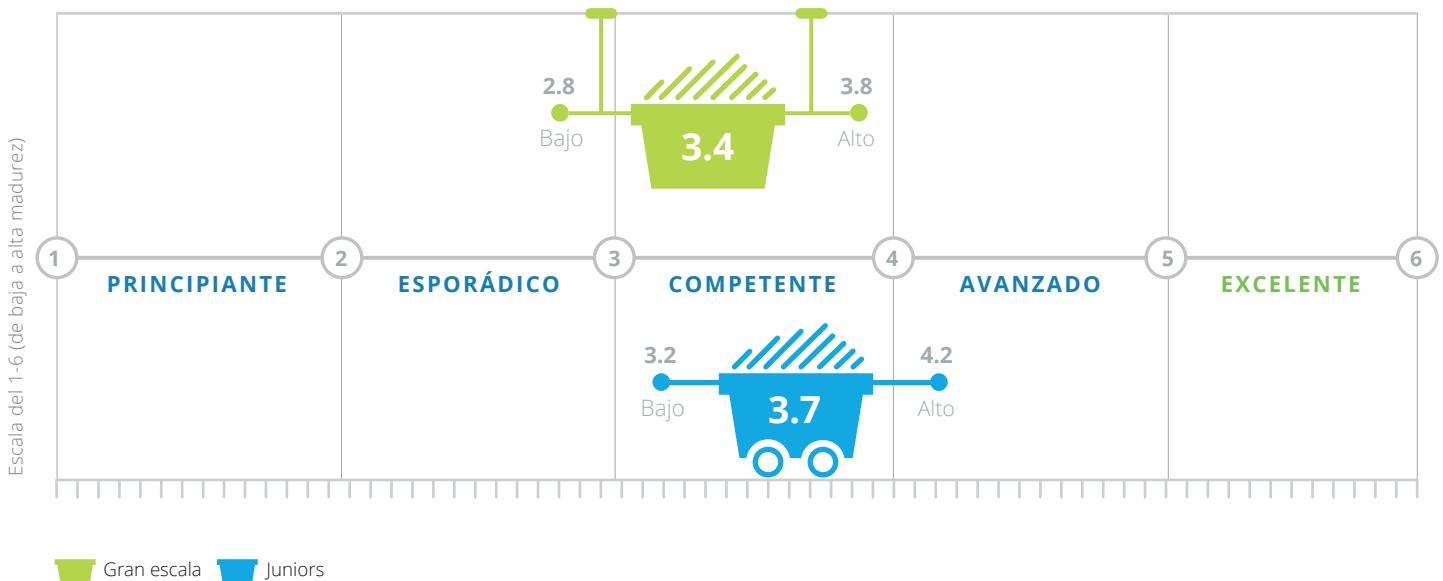 Escala del 1-6 (de baja a alta madurez)
2.8
Bajo
3.4
3.8
Alto
1
2
3
4
5
6
PRINCIPIANTE
ESPORÁDICO
COMPETENTE
AVANZADO
EXCELENTE
3.2
Bajo
3.7
4.2
Alto
Gran escala
Juniors